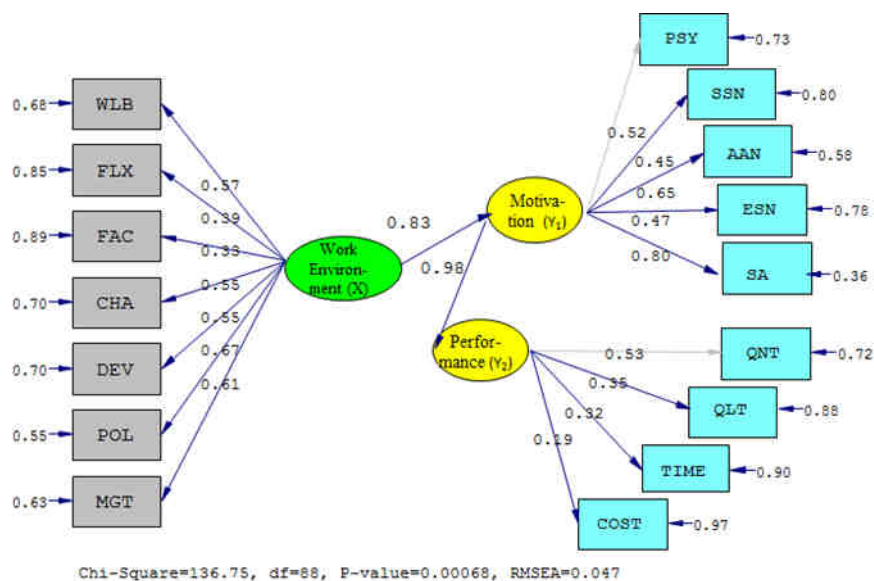 0.68
WLB
0.85
FLX
0.89
FAC
0.70
CHA
0.70
DEV
0.55
POL
0.63
MGT
0.57
0.39
0.33
0.55
0.55
0.67
0.61
Work
Environ-
ment (X)
0.83
0.98
Motiva-
tion (Y₁)
Perfor-
mance (Y₂)
0.52
0.45
0.65
0.47
0.80
PSY
0.73
SSN
0.80
AAN
0.58
ESN
0.78
SA
0.36
0.53
0.35
0.32
0.19
QNT
0.72
QLT
0.88
TIME
0.90
COST
0.97
Chi-Square=136.75, df=88, P-value=0.00068, RMSEA=0.047